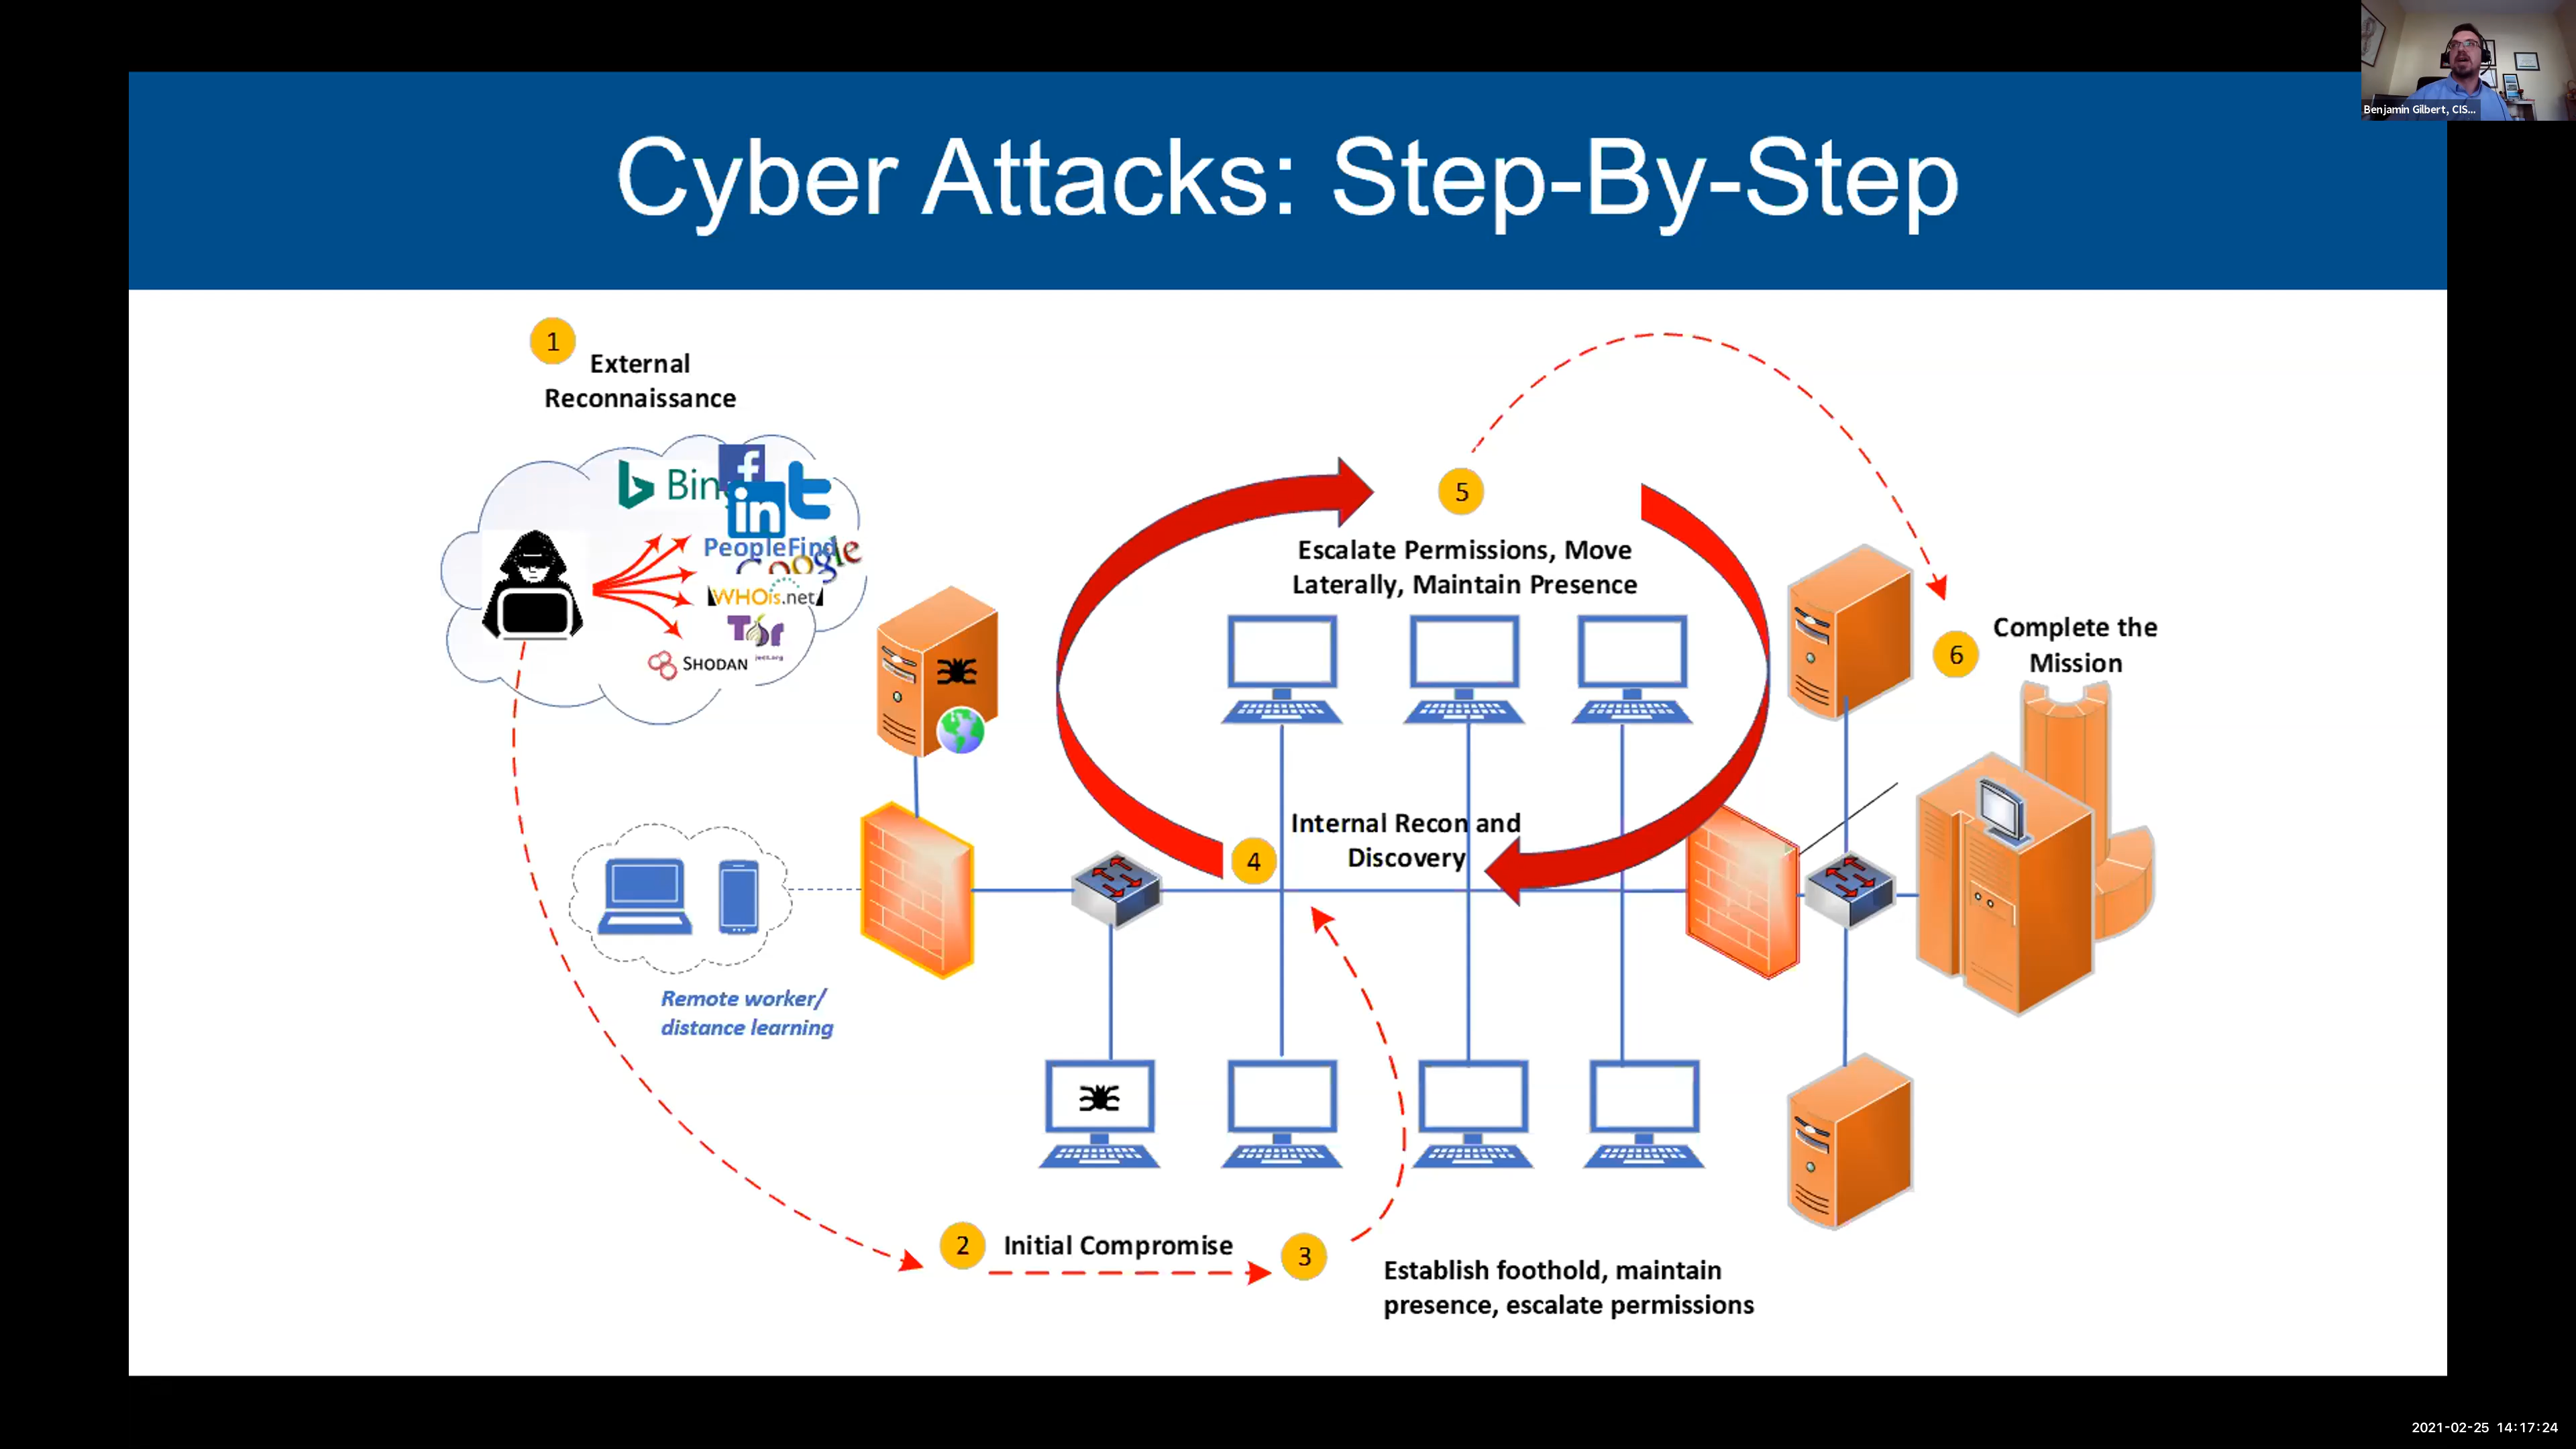 Benjamin Gilbert, CIS...
Cyber Attacks: Step-By-Step
1
External
Reconnaissance
Bing
f
in
t
PeopleFind
Google
WHOis.net
Tor
SHODAN
5
Escalate Permissions, Move
Laterally, Maintain Presence
6
Complete the
Mission
4
Internal Recon and
Discovery
Remote worker/
distance learning
2
Initial Compromise
3
Establish foothold, maintain
presence, escalate permissions
2021-02-25 14:17:24